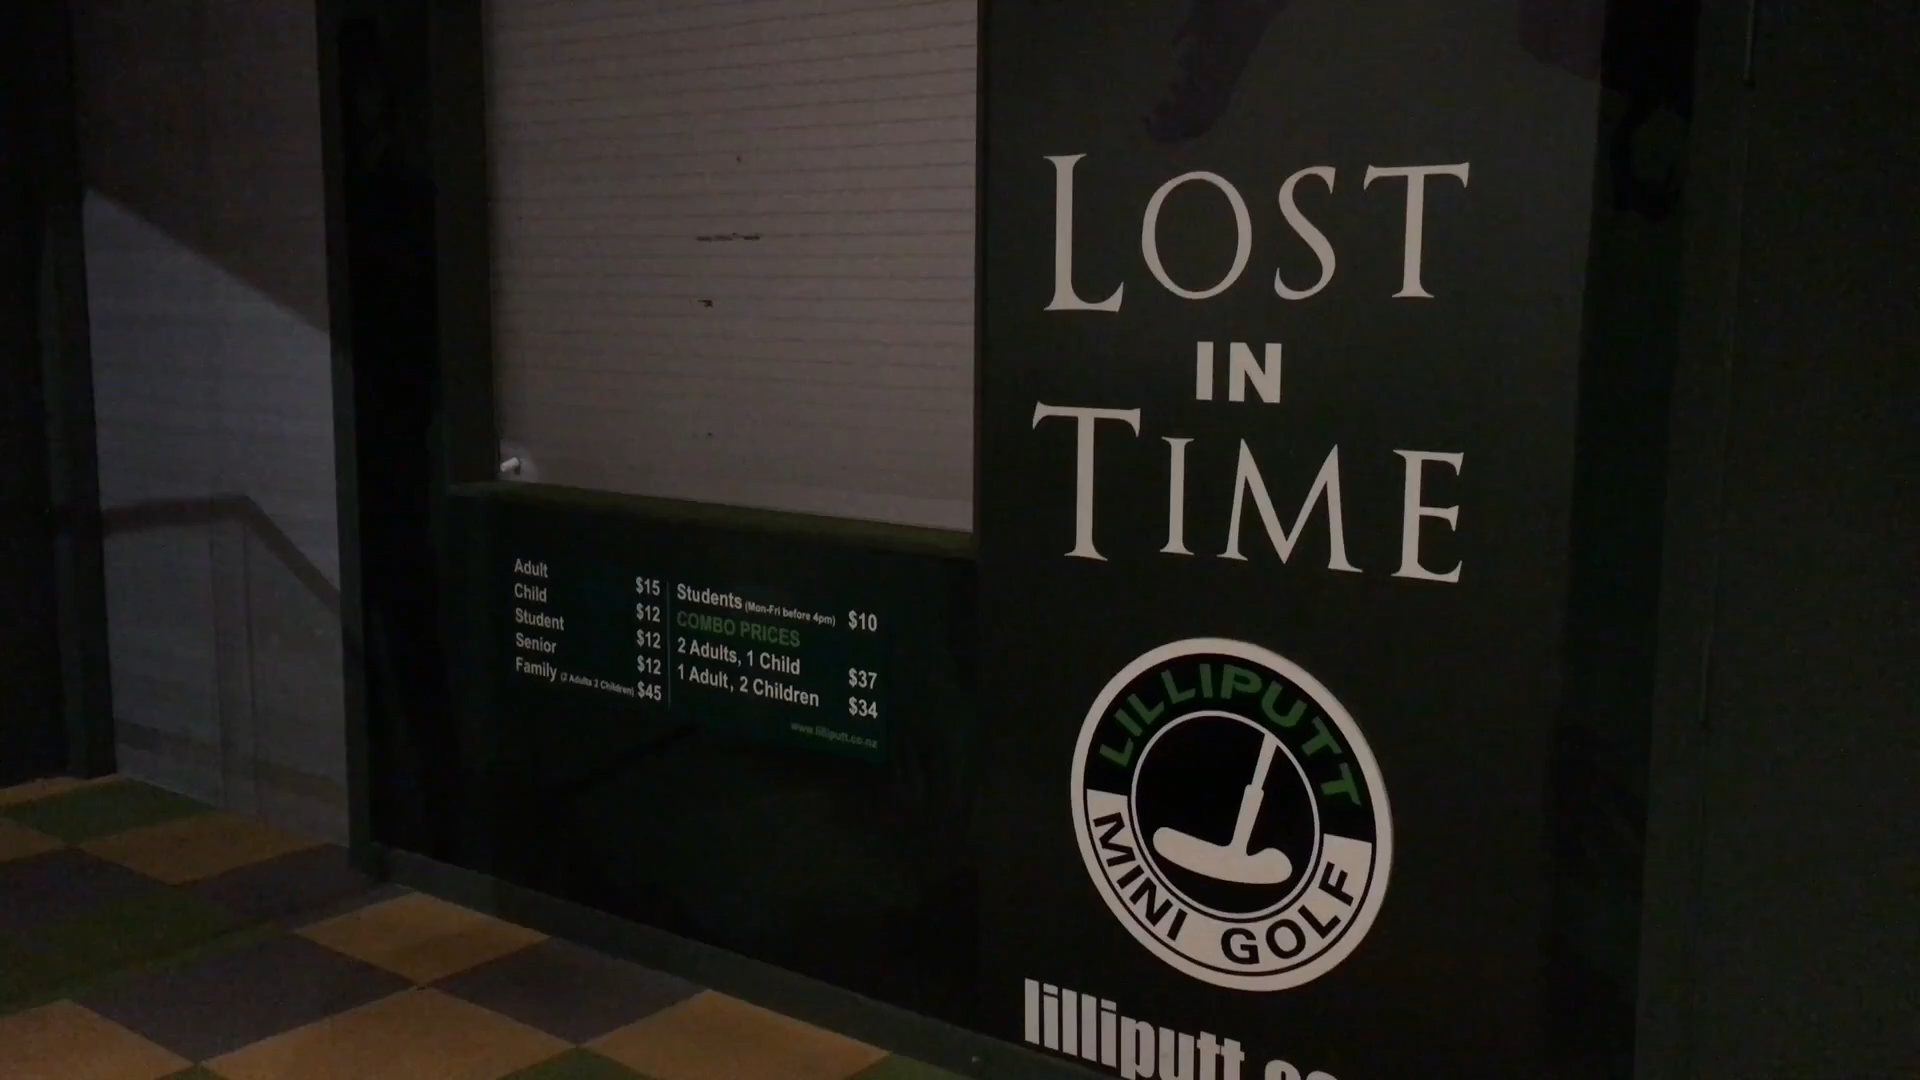 LOST
IN
TIME
Adult $15
Child $12
Student $12
Senior $12
Family (2 Adults 2 Children) $45
Students (Mon-Fri before 4pm) $10
COMBO PRICES
2 Adults, 1 Child $37
1 Adult, 2 Children $34
www.lilliputt.co.nz
LILLIPUTT
MINI GOLF
lilliputt.co